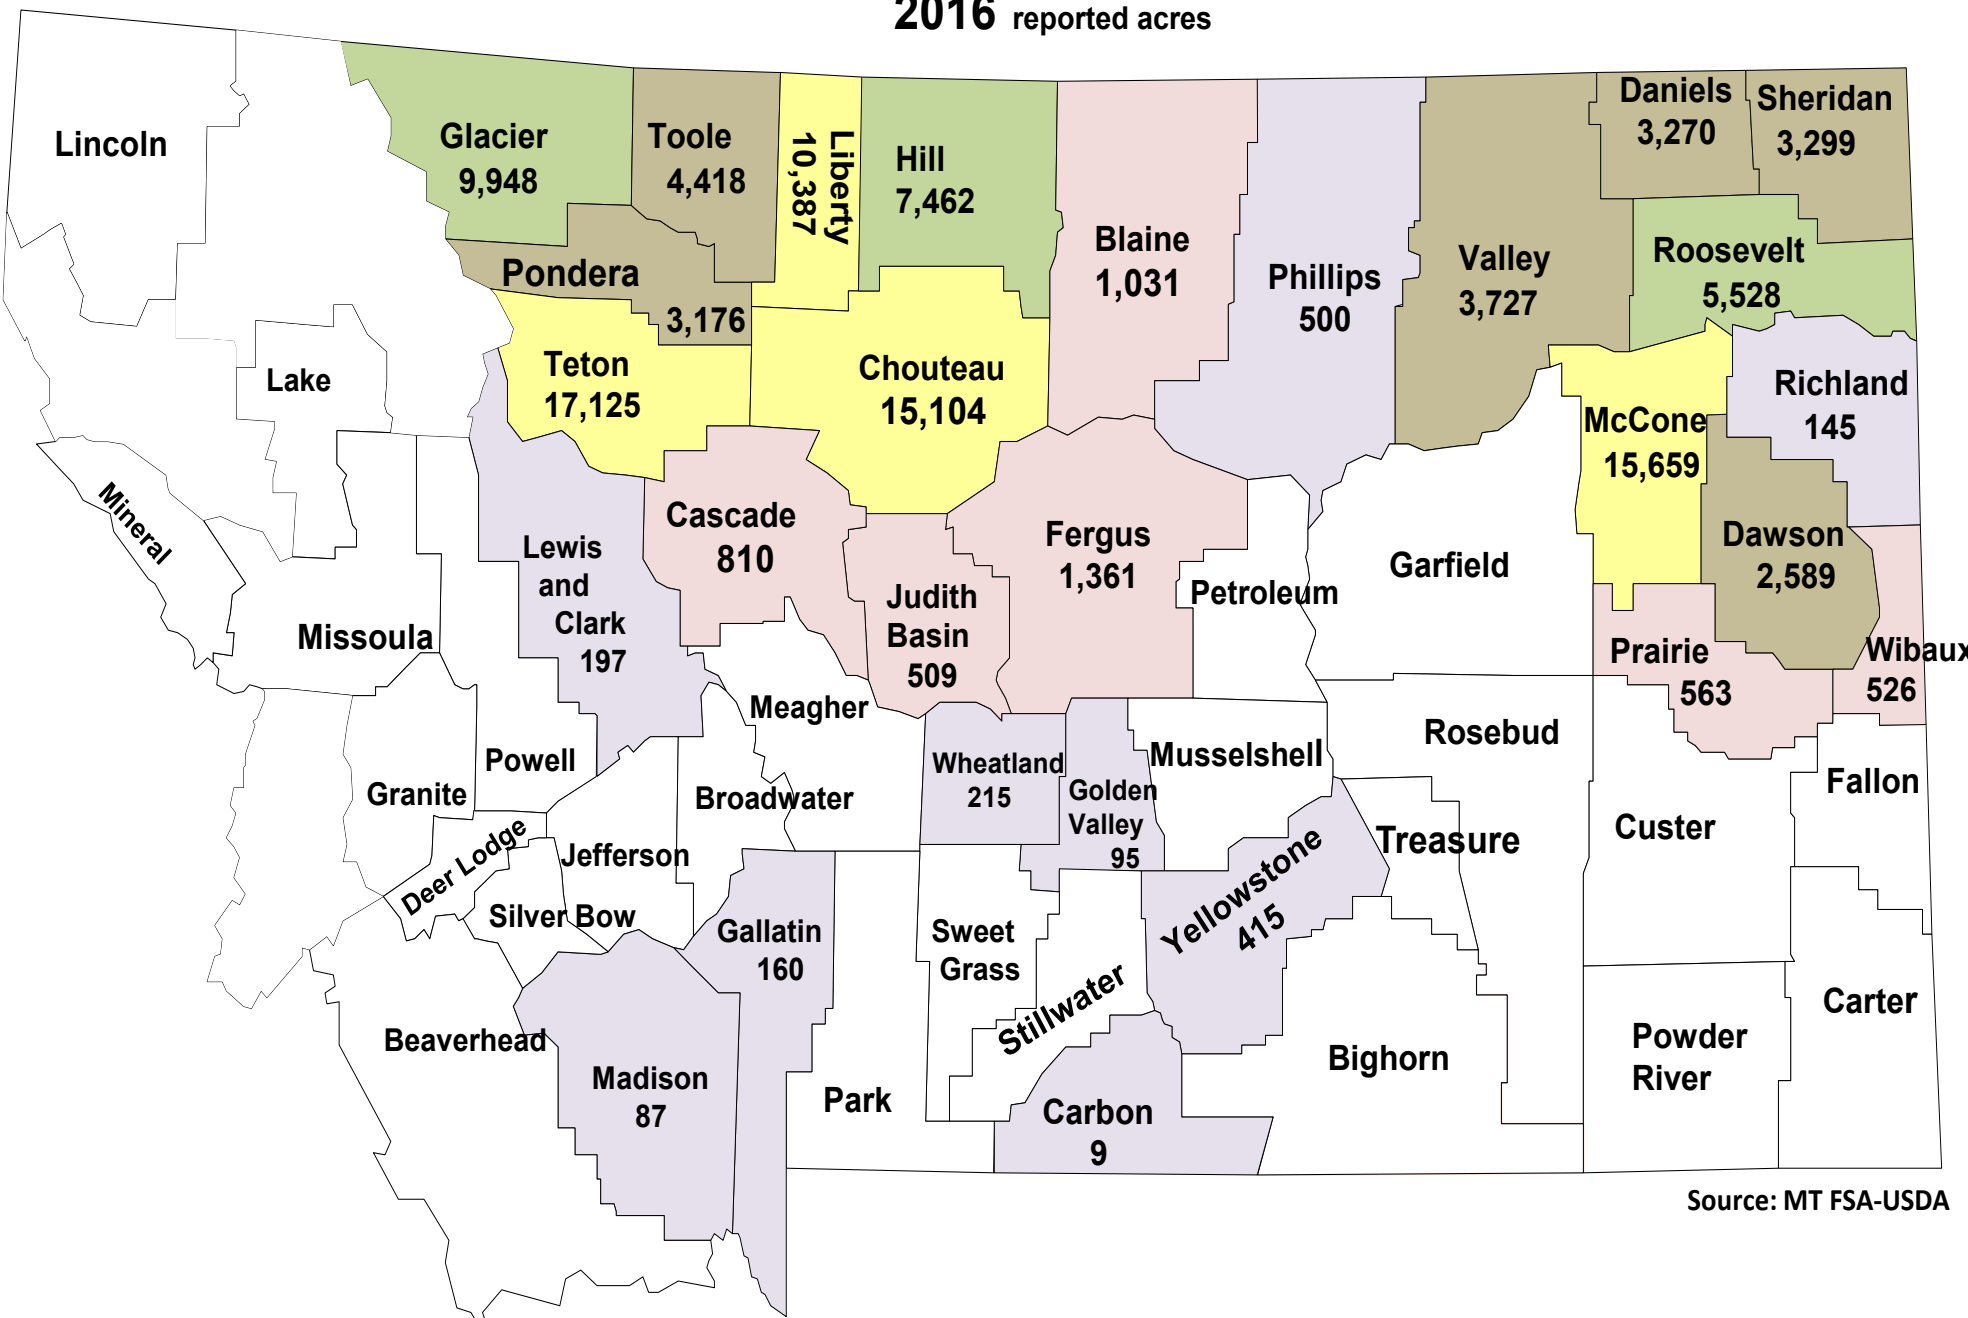 2016 reported acres
Lincoln
Glacier
9,948
Toole
4,418
Liberty
10,387
Hill
7,462
Blaine
1,031
Phillips
500
Valley
3,727
Daniels
3,270
Sheridan
3,299
Roosevelt
5,528
Pondera
3,176
Lake
Teton
17,125
Chouteau
15,104
McCone
15,659
Richland
145
Mineral
Missoula
Lewis
and
Clark
197
Cascade
810
Judith
Basin
509
Fergus
1,361
Petroleum
Garfield
Dawson
2,589
Prairie
563
Wibaux
526
Granite
Powell
Meagher
Broadwater
Wheatland
215
Golden
Valley
95
Musselshell
Rosebud
Treasure
Custer
Fallon
Deer Lodge
Jefferson
Silver Bow
Gallatin
160
Sweet
Grass
Stillwater
Yellowstone
415
Beaverhead
Madison
87
Park
Carbon
9
Bighorn
Powder
River
Carter
Source: MT FSA-USDA